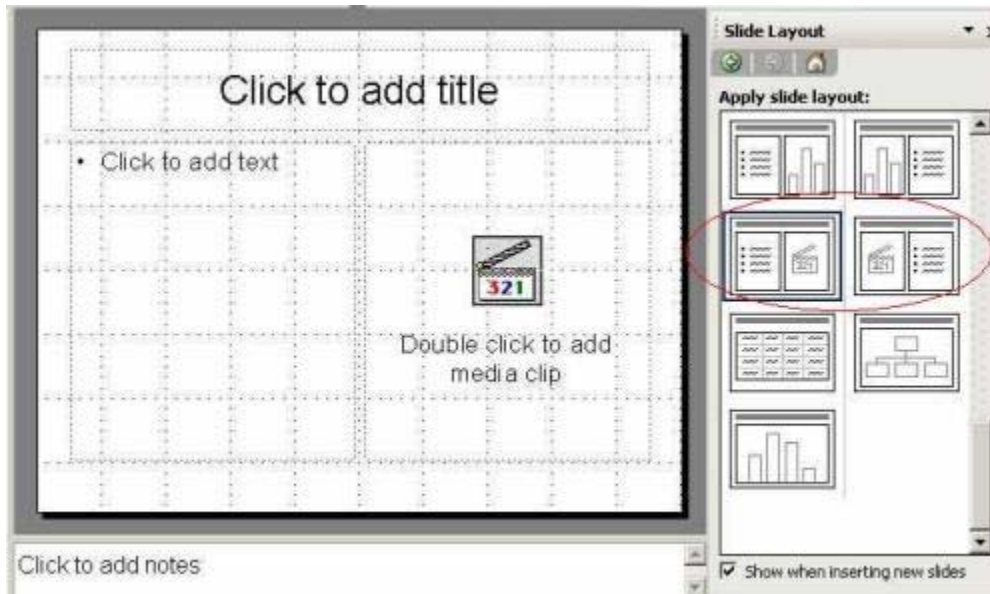 Click to add title
• Click to add text
321
Double click to add
media clip
Click to add notes
Slide Layout
Apply slide layout:
Show when inserting new slides